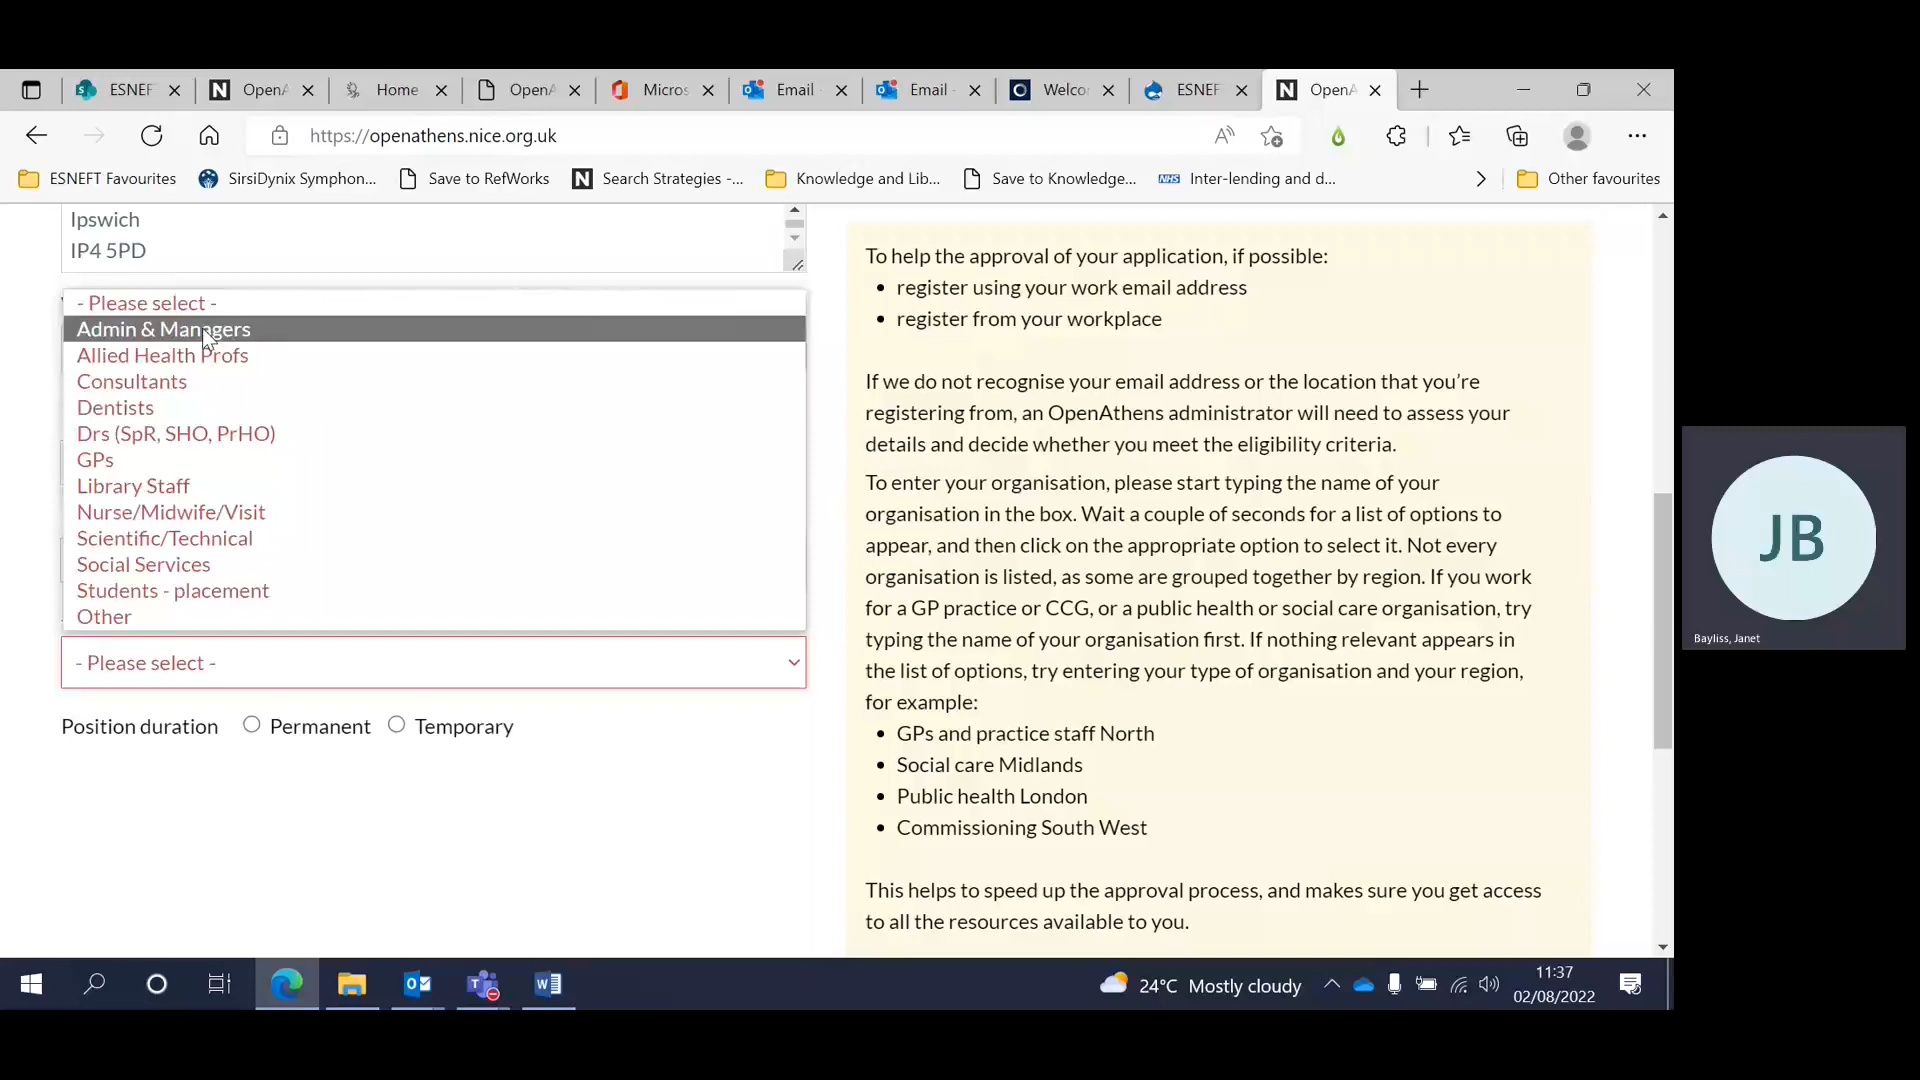 ESNEF
OpenA
Home
OpenA
Micros
Email
Email -
Welco
ESNEF
OpenA
https://openathens.nice.org.uk
ESNEFT Favourites
SirsiDynix Symphon...
Save to RefWorks
Search Strategies -...
Knowledge and Lib...
Save to Knowledge...
NHS
Inter-lending and d...
Other favourites
Ipswich
IP4 5PD
- Please select -
Admin & Managers
Allied Health Profs
Consultants
Dentists
Drs (SpR, SHO, PrHO)
GPs
Library Staff
Nurse/Midwife/Visit
Scientific/Technical
Social Services
Students - placement
Other
- Please select -
Position duration Permanent Temporary
To help the approval of your application, if possible:
• register using your work email address
• register from your workplace
If we do not recognise your email address or the location that you’re
registering from, an OpenAthens administrator will need to assess your
details and decide whether you meet the eligibility criteria.
To enter your organisation, please start typing the name of your
organisation in the box. Wait a couple of seconds for a list of options to
appear, and then click on the appropriate option to select it. Not every
organisation is listed, as some are grouped together by region. If you work
for a GP practice or CCG, or a public health or social care organisation, try
typing the name of your organisation first. If nothing relevant appears in
the list of options, try entering your type of organisation and your region,
for example:
• GPs and practice staff North
• Social care Midlands
• Public health London
• Commissioning South West
This helps to speed up the approval process, and makes sure you get access
to all the resources available to you.
JB
Bayliss, Janet
24°C Mostly cloudy
11:37
02/08/2022